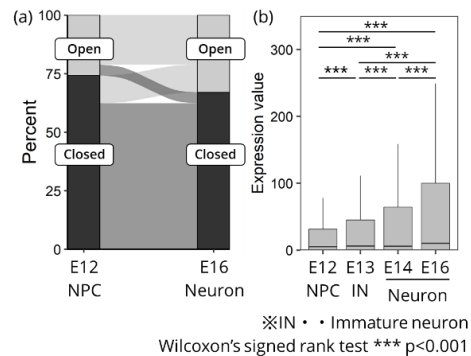 (a)
100
75
50
25
0
Percent
Open
Open
Closed
Closed
E12
NPC
E16
Neuron
(b)
300
200
100
0
Expression value
***
***
***
*** *** ***
E12 E13 E14 E16
NPC IN Neuron
※IN・・Immature neuron
Wilcoxon's signed rank test *** p<0.001